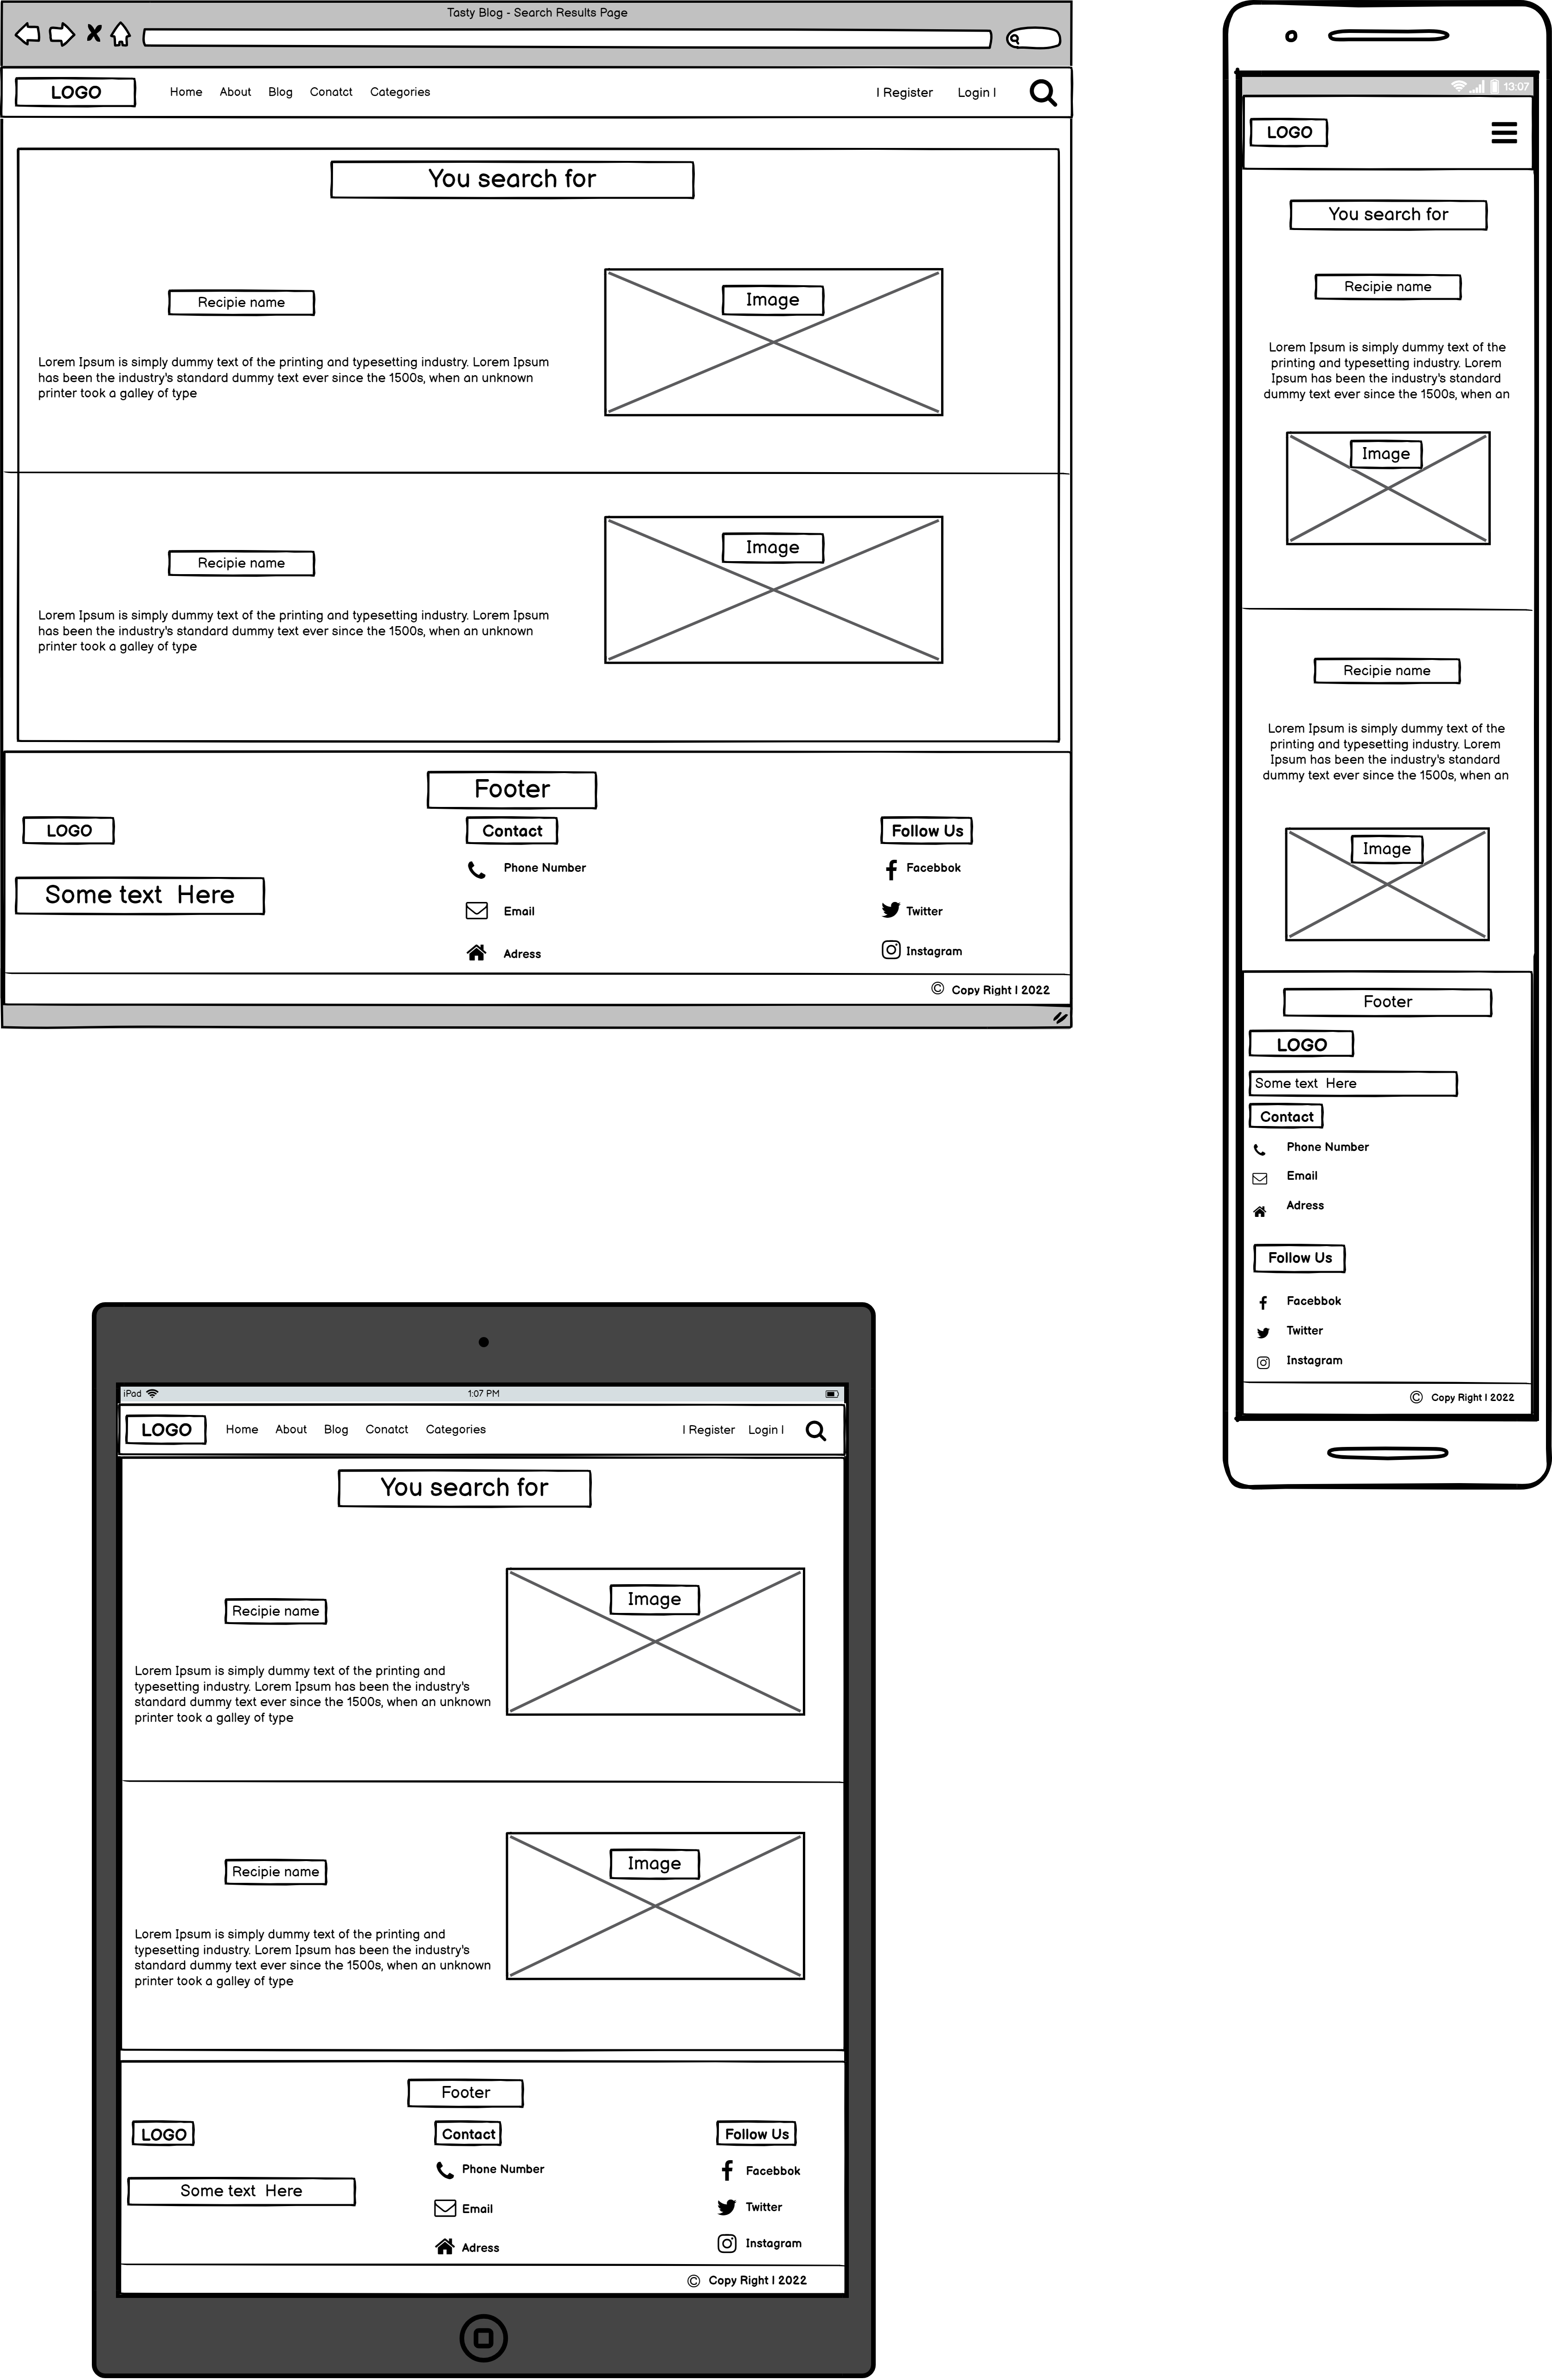 Tasty Blog - Search Results Page
LOGO Home About Blog Conatct Categories | Register Login |
You search for
Recipie name
Image
Lorem Ipsum is simply dummy text of the printing and typesetting industry. Lorem Ipsum
has been the industry's standard dummy text ever since the 1500s, when an unknown
printer took a galley of type
Recipie name
Image
Lorem Ipsum is simply dummy text of the printing and typesetting industry. Lorem Ipsum
has been the industry's standard dummy text ever since the 1500s, when an unknown
printer took a galley of type
Footer
LOGO
Some text Here
Contact
Phone Number
Email
Adress
Follow Us
Facebbok
Twitter
Instagram
© Copy Right | 2022
13:07
LOGO
You search for
Recipie name
Lorem Ipsum is simply dummy text of the
printing and typesetting industry. Lorem
Ipsum has been the industry's standard
dummy text ever since the 1500s, when an
Image
Recipie name
Lorem Ipsum is simply dummy text of the
printing and typesetting industry. Lorem
Ipsum has been the industry's standard
dummy text ever since the 1500s, when an
Image
Footer
LOGO
Some text Here
Contact
Phone Number
Email
Adress
Follow Us
Facebbok
Twitter
Instagram
© Copy Right | 2022
iPad 1:07 PM
LOGO Home About Blog Conatct Categories | Register Login |
You search for
Recipie name
Image
Lorem Ipsum is simply dummy text of the printing and
typesetting industry. Lorem Ipsum has been the industry's
standard dummy text ever since the 1500s, when an unknown
printer took a galley of type
Recipie name
Image
Lorem Ipsum is simply dummy text of the printing and
typesetting industry. Lorem Ipsum has been the industry's
standard dummy text ever since the 1500s, when an unknown
printer took a galley of type
Footer
LOGO
Some text Here
Contact
Phone Number
Email
Adress
Follow Us
Facebbok
Twitter
Instagram
© Copy Right | 2022